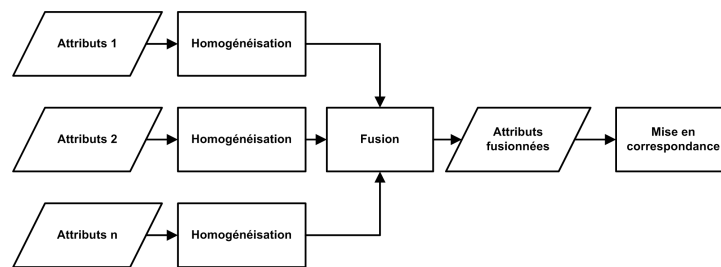 Attributs 1
Homogénéisation
Attributs 2
Homogénéisation
Fusion
Attributs
fusionnées
Mise en
correspondance
Attributs n
Homogénéisation